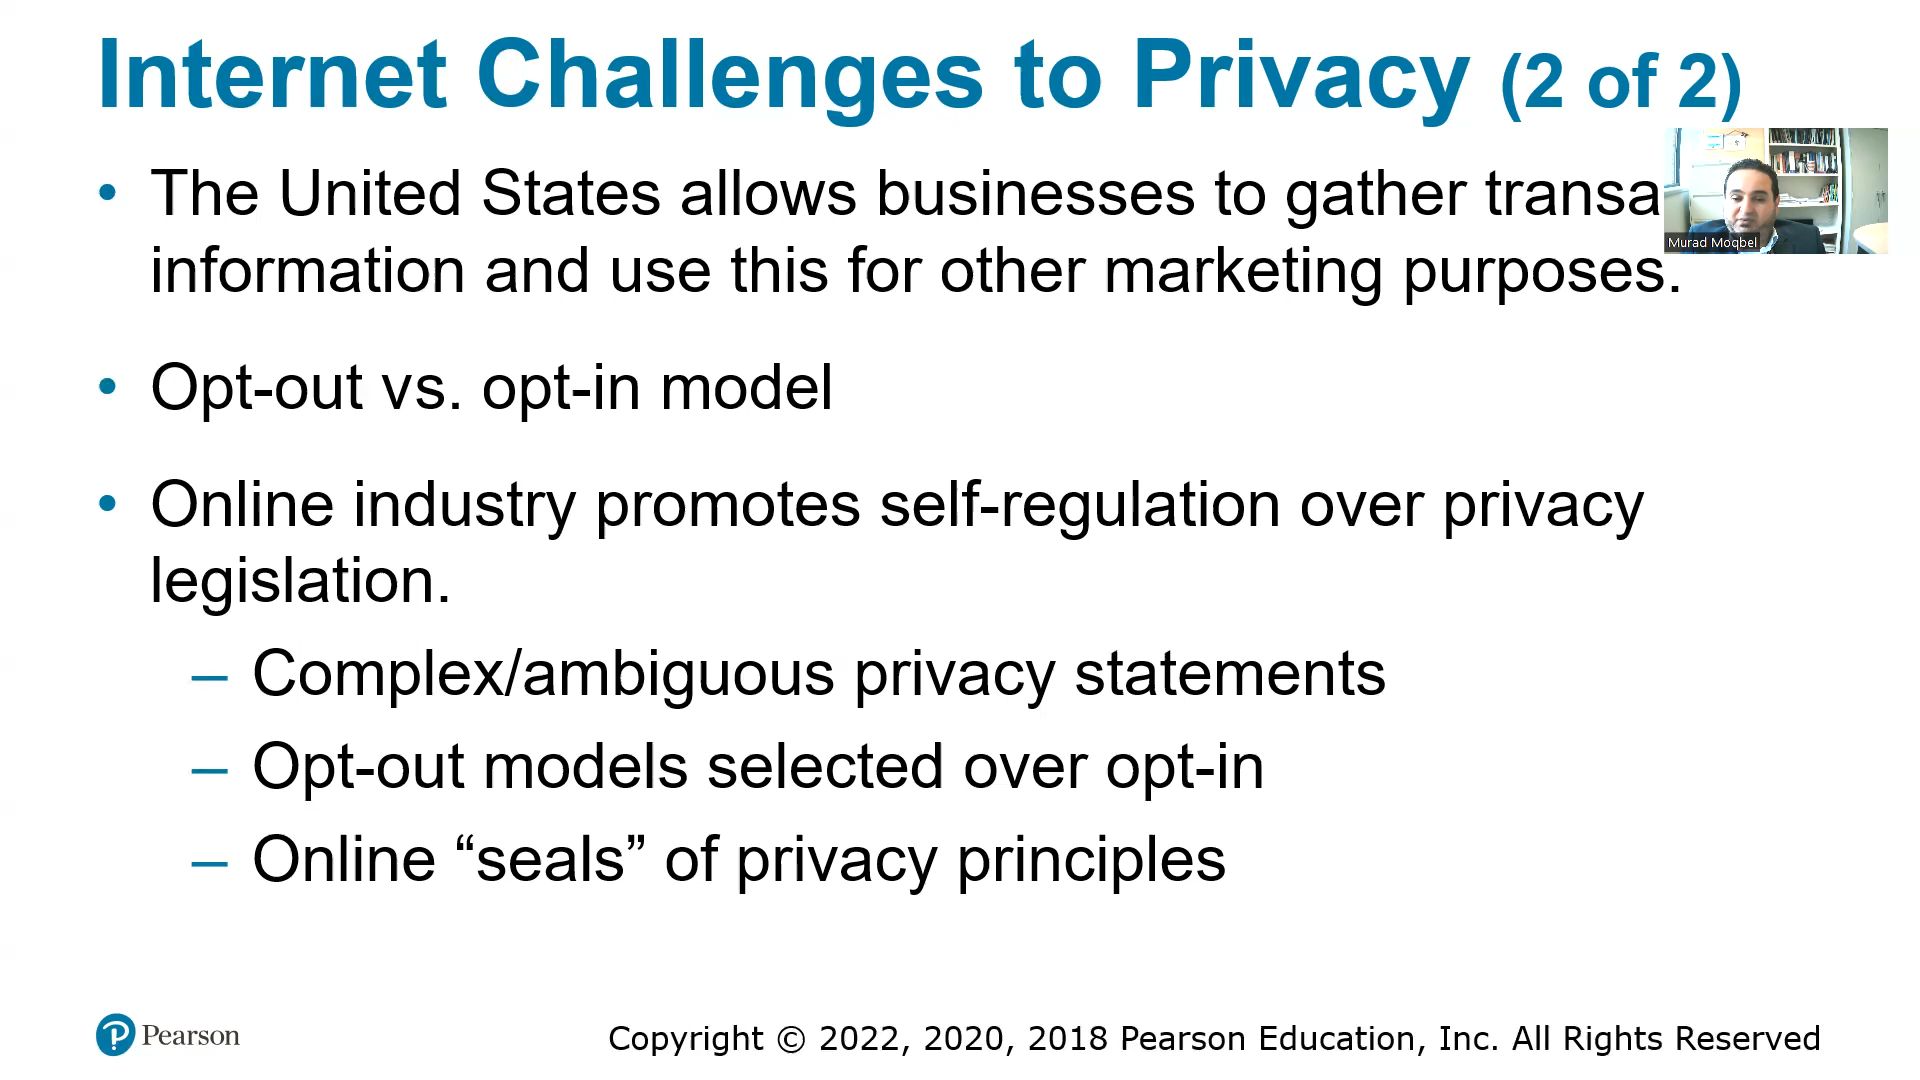 Internet Challenges to Privacy (2 of 2)
• The United States allows businesses to gather transa
Murad Moqbel
information and use this for other marketing purposes.
• Opt-out vs. opt-in model
• Online industry promotes self-regulation over privacy
legislation.
– Complex/ambiguous privacy statements
– Opt-out models selected over opt-in
– Online “seals” of privacy principles
Pearson
Copyright © 2022, 2020, 2018 Pearson Education, Inc. All Rights Reserved